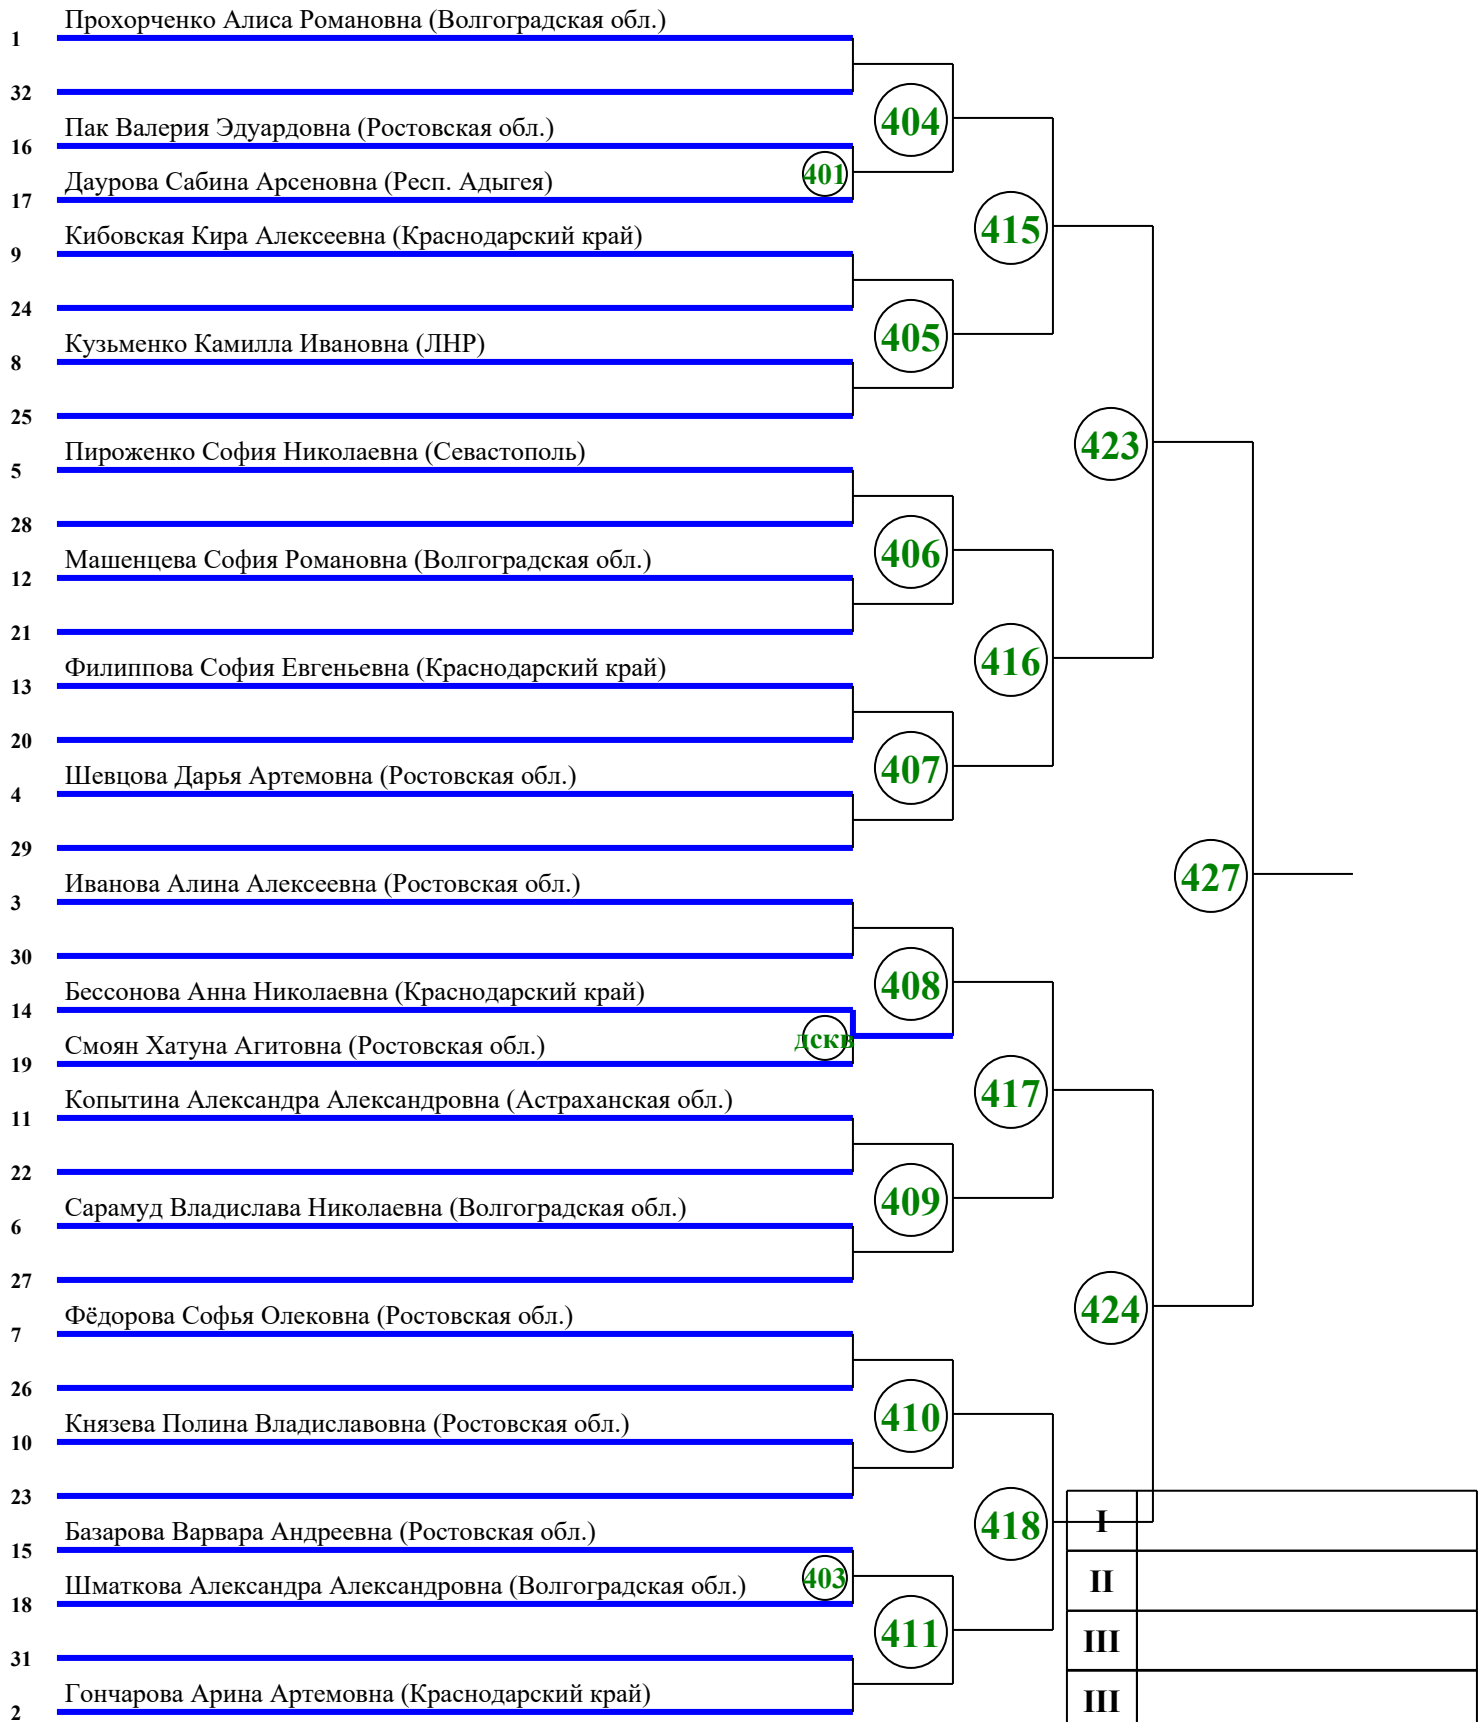 Прохорченко Алиса Романовна (Волгоградская обл.)
1
32
404
Пак Валерия Эдуардовна (Ростовская обл.)
16
401
Даурова Сабина Арсеновна (Респ. Адыгея)
17
415
Кибовская Кира Алексеевна (Краснодарский край)
9
24
405
Кузьменко Камилла Ивановна (ЛНР)
8
25
423
Пироженко София Николаевна (Севастополь)
5
28
406
Машенцева София Романовна (Волгоградская обл.)
12
21
416
Филиппова София Евгеньевна (Краснодарский край)
13
20
407
Шевцова Дарья Артемовна (Ростовская обл.)
4
29
427
Иванова Алина Алексеевна (Ростовская обл.)
3
30
408
Бессонова Анна Николаевна (Краснодарский край)
14
дскв
Смоян Хатуна Агитовна (Ростовская обл.)
19
417
Копытина Александра Александровна (Астраханская обл.)
11
22
409
Сарамуд Владислава Николаевна (Волгоградская обл.)
6
27
424
Фёдорова Софья Олековна (Ростовская обл.)
7
26
410
Князева Полина Владиславовна (Ростовская обл.)
10
23
418
I
Базарова Варвара Андреевна (Ростовская обл.)
15
403
II
Шматкова Александра Александровна (Волгоградская обл.)
18
411
III
31
Гончарова Арина Артемовна (Краснодарский край)
2
III